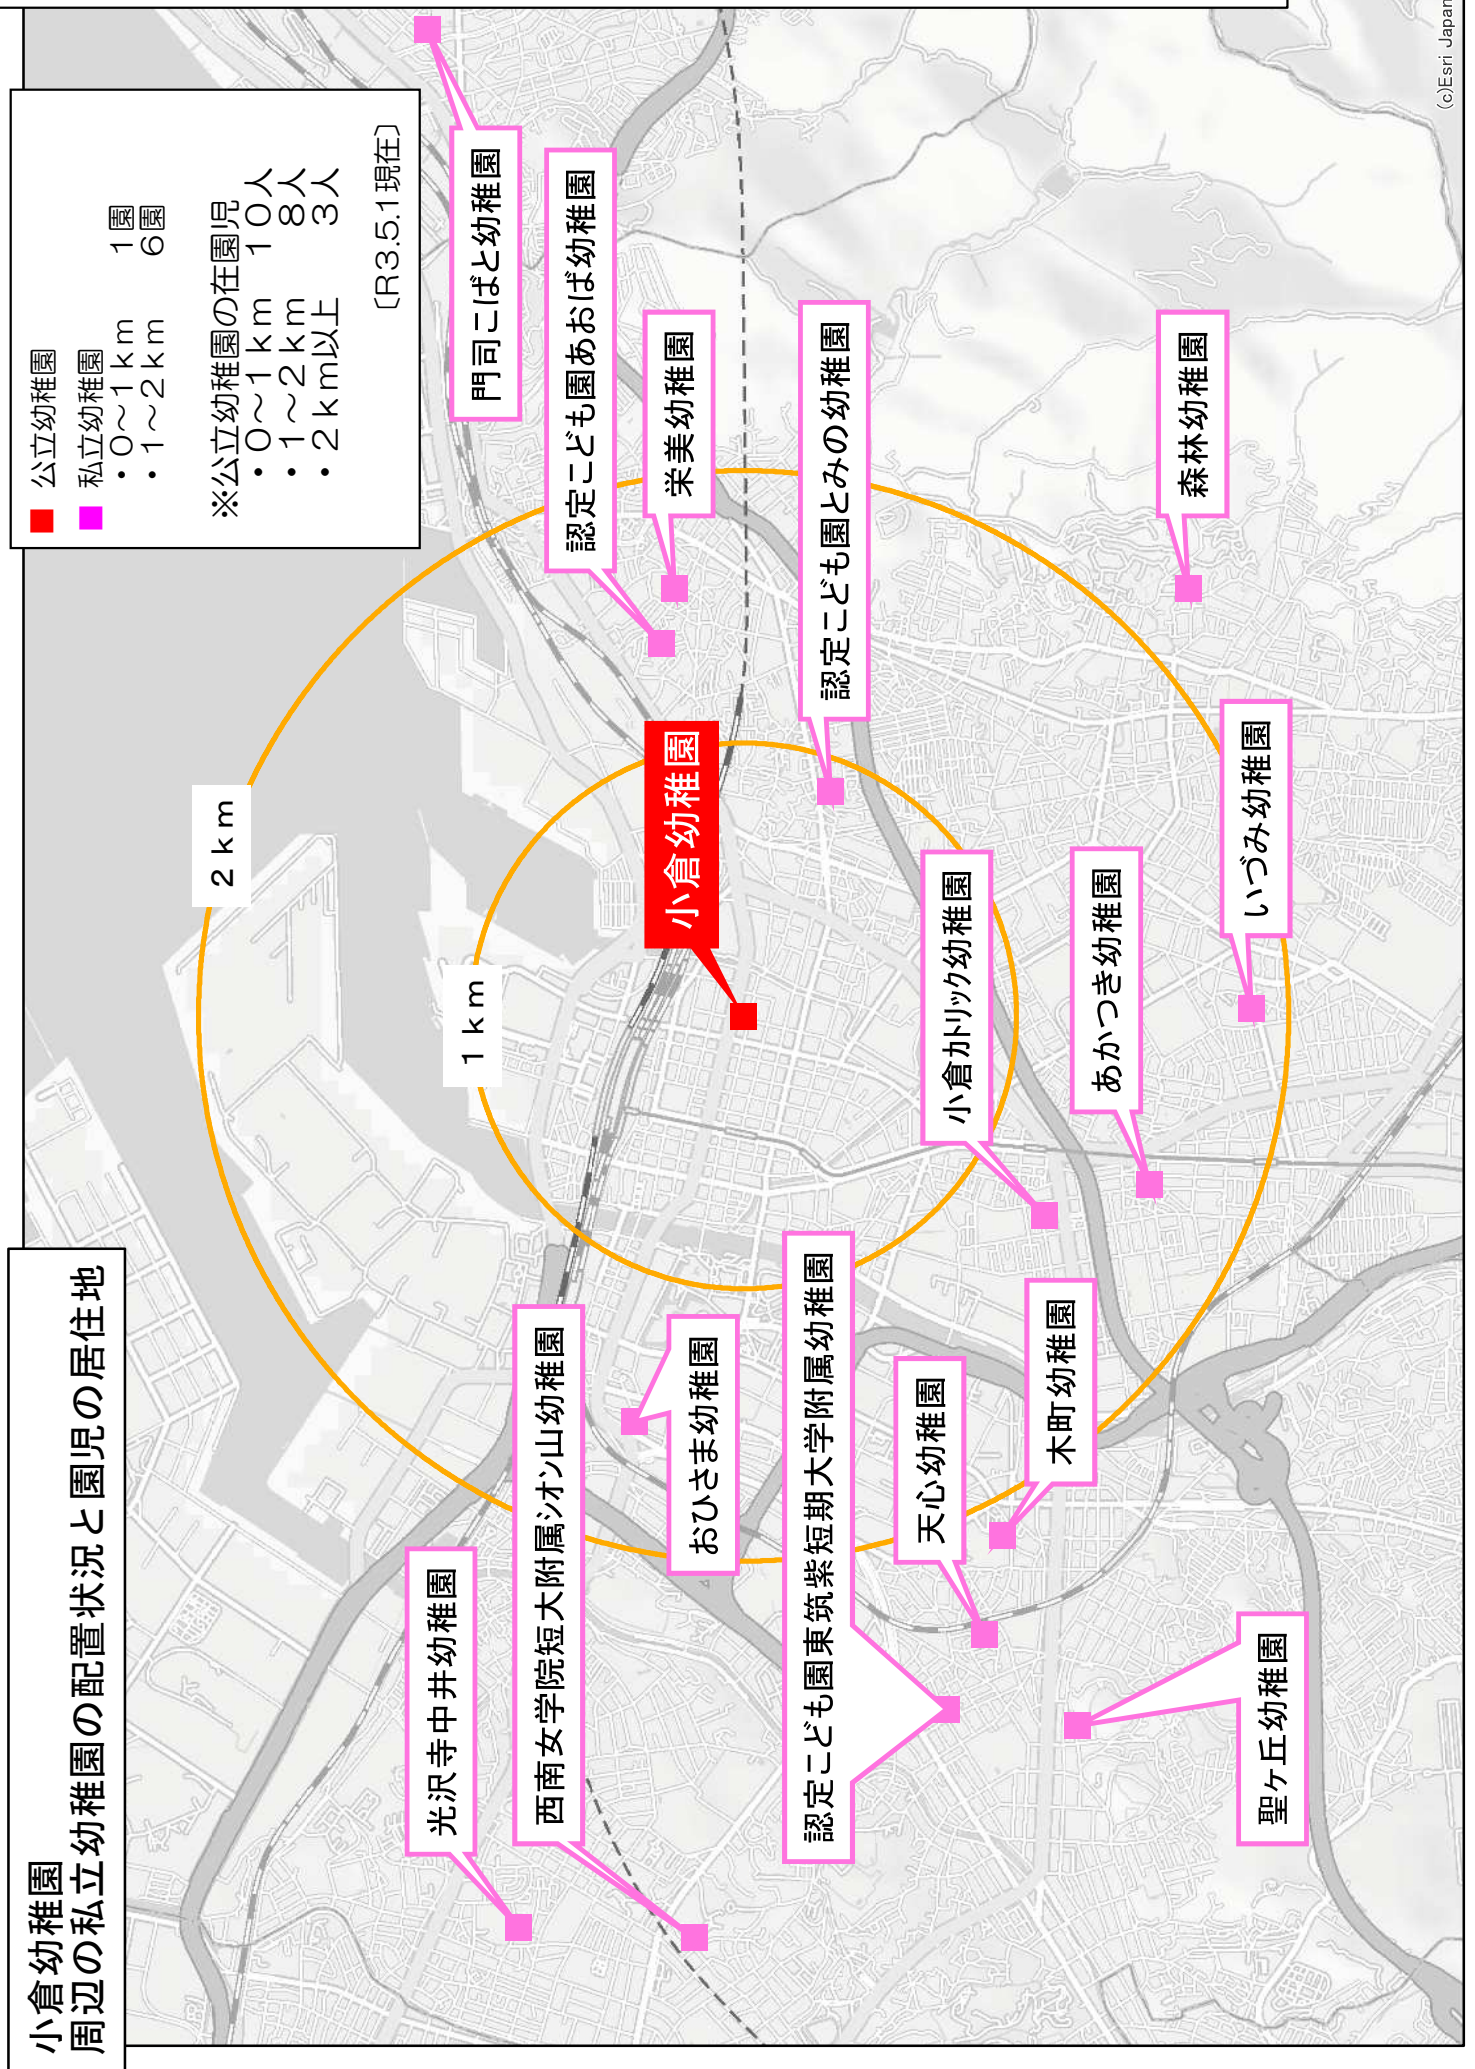 小倉幼稚園
周辺の私立幼稚園の配置状況と園児の居住地
公立幼稚園
私立幼稚園
・０～１ｋｍ　１園
・１～２ｋｍ　６園
※公立幼稚園の在園児
・０～１ｋｍ　１０人
・１～２ｋｍ　８人
・２ｋｍ以上　３人
〔R3.5.1現在〕
２ｋｍ
１ｋｍ
小倉幼稚園
門司こばと幼稚園
認定こども園あおば幼稚園
栄美幼稚園
認定こども園とみの幼稚園
森林幼稚園
光沢寺中井幼稚園
西南女学院短大附属シオン山幼稚園
おひさま幼稚園
認定こども園東筑紫短期大学附属幼稚園
小倉カトリック幼稚園
天心幼稚園
木町幼稚園
あかつき幼稚園
いづみ幼稚園
聖ヶ丘幼稚園
(c)Esri Japan